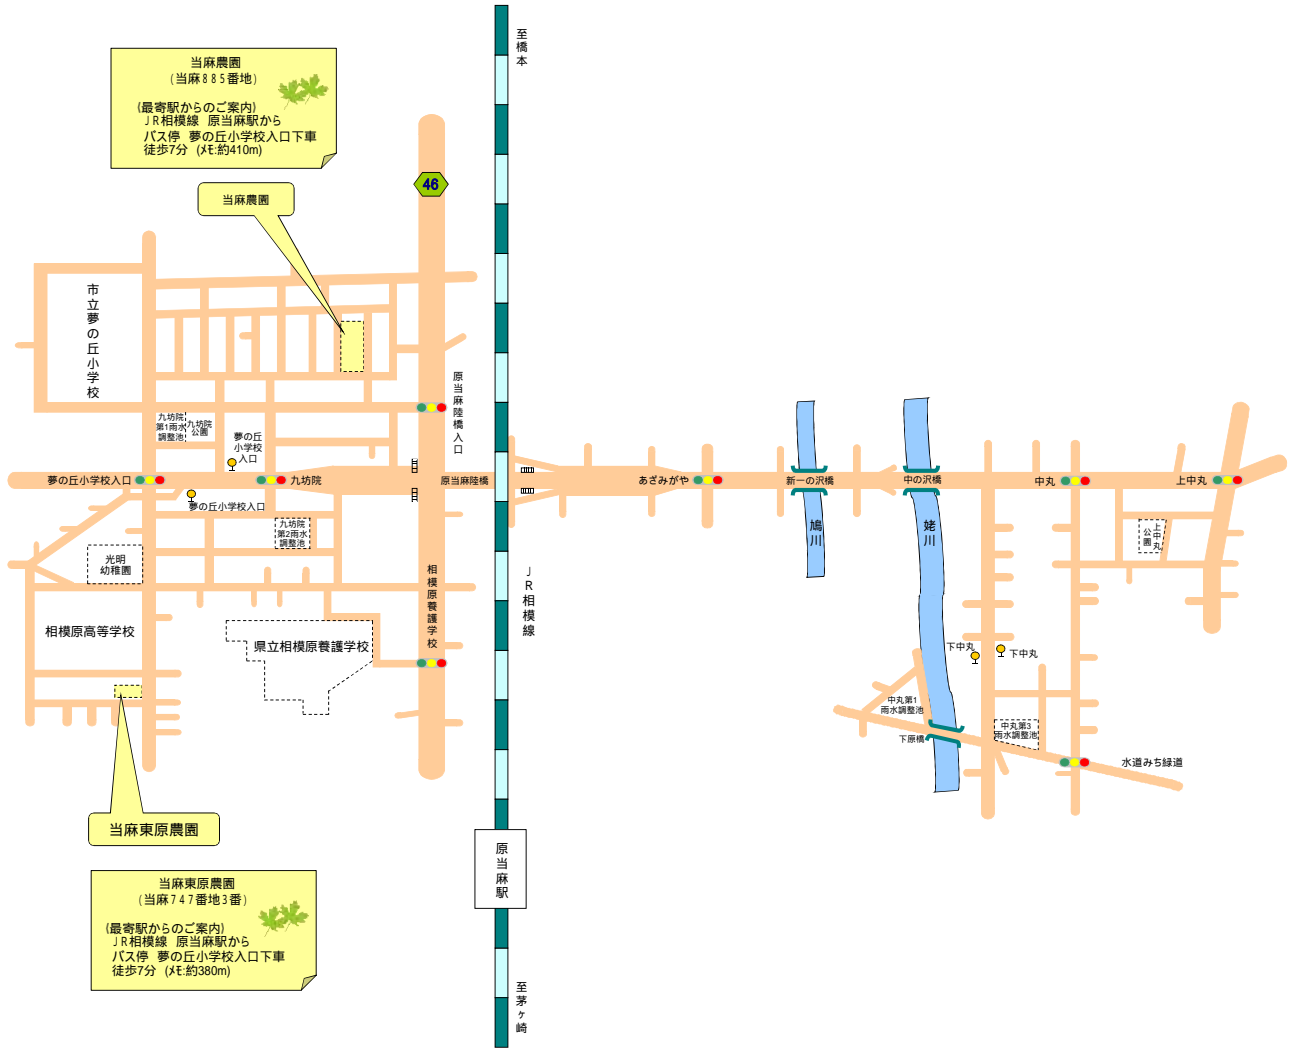 至橋本
当麻農園
(当麻885番地)
(最寄駅からのご案内)
JR相模線 原当麻駅から
バス停 夢の丘小学校入口下車
徒歩7分 (メモ:約410m)
46
当麻農園
市立夢の丘小学校
原当麻陸橋入口
九坊院
第1雨水
調整池
九坊院
公園
夢の丘
小学校
入口
夢の丘小学校入口
九坊院
原当麻陸橋
あざみがや
新一の沢橋
中の沢橋
中丸
上中丸
夢の丘小学校入口
九坊院
第2雨水
調整池
鳩川
姥川
上中丸
公園
光明
幼稚園
相模原養護学校
JR相模線
相模原高等学校
県立相模原養護学校
下中丸
下中丸
中丸第1
雨水調整池
中丸第3
雨水調整池
下原橋
水道みち緑道
当麻東原農園
原当麻駅
当麻東原農園
(当麻747番地3番)
(最寄駅からのご案内)
JR相模線 原当麻駅から
バス停 夢の丘小学校入口下車
徒歩7分 (メモ:約380m)
至茅ヶ崎